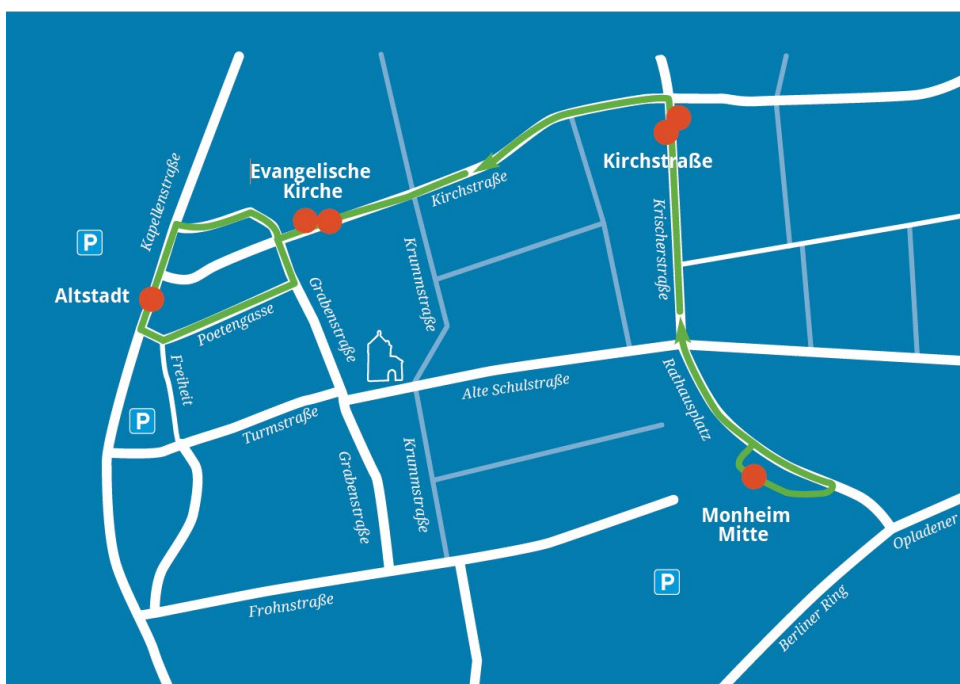 Kapellenstraße
Evangelische
Kirche
Kirchstraße
Kirchstraße
Krischerstraße
P
Altstadt
Poetengasse
Grabenstraße
Krummstraße
Freiheit
Alte Schulstraße
Rathausplatz
P
Turmstraße
Grabenstraße
Krummstraße
Monheim
Mitte
Opladener
P
Frohnstraße
Berliner Ring